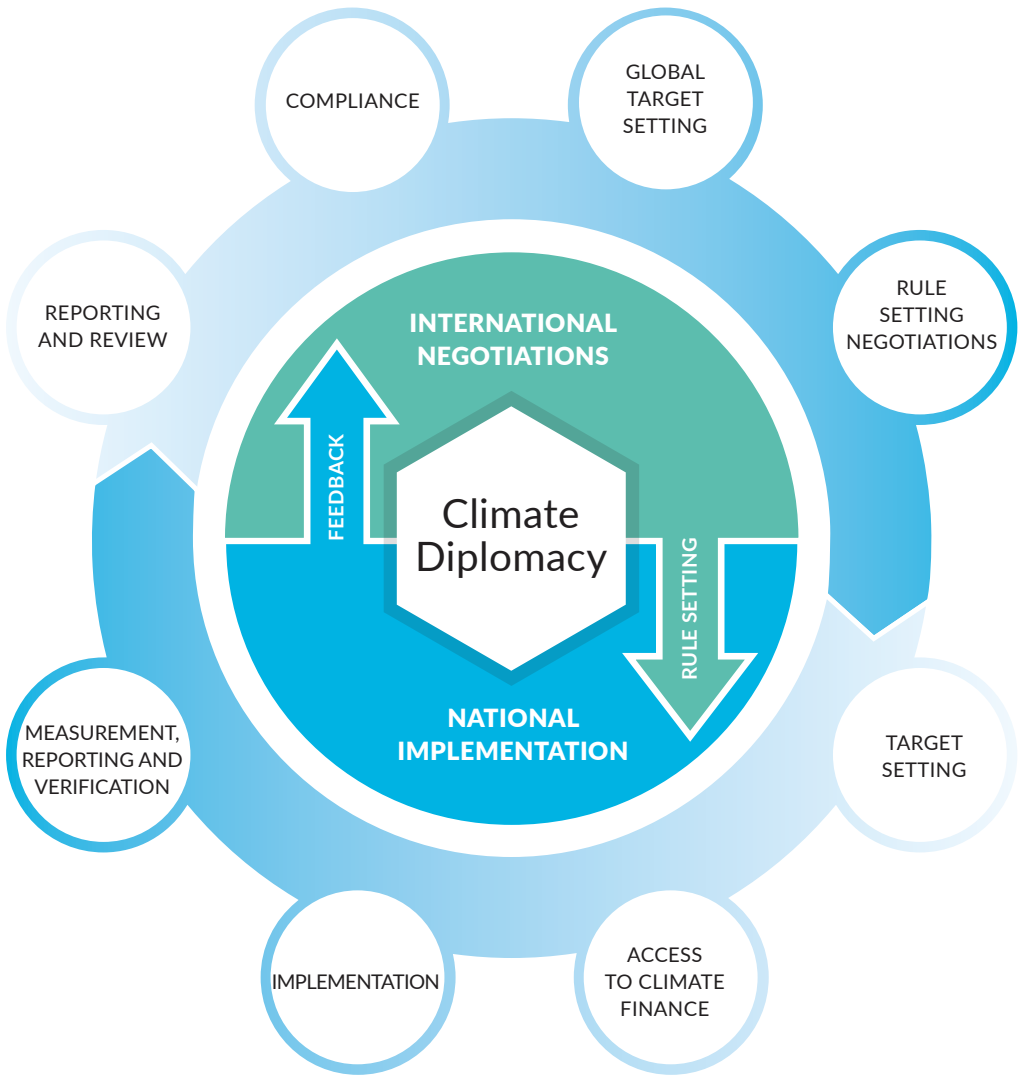 COMPLIANCE
GLOBAL
TARGET
SETTING
REPORTING
AND REVIEW
RULE
SETTING
NEGOTIATIONS
INTERNATIONAL
NEGOTIATIONS
FEEDBACK
Climate
Diplomacy
RULE SETTING
NATIONAL
IMPLEMENTATION
MEASUREMENT,
REPORTING AND
VERIFICATION
TARGET
SETTING
IMPLEMENTATION
ACCESS
TO CLIMATE
FINANCE